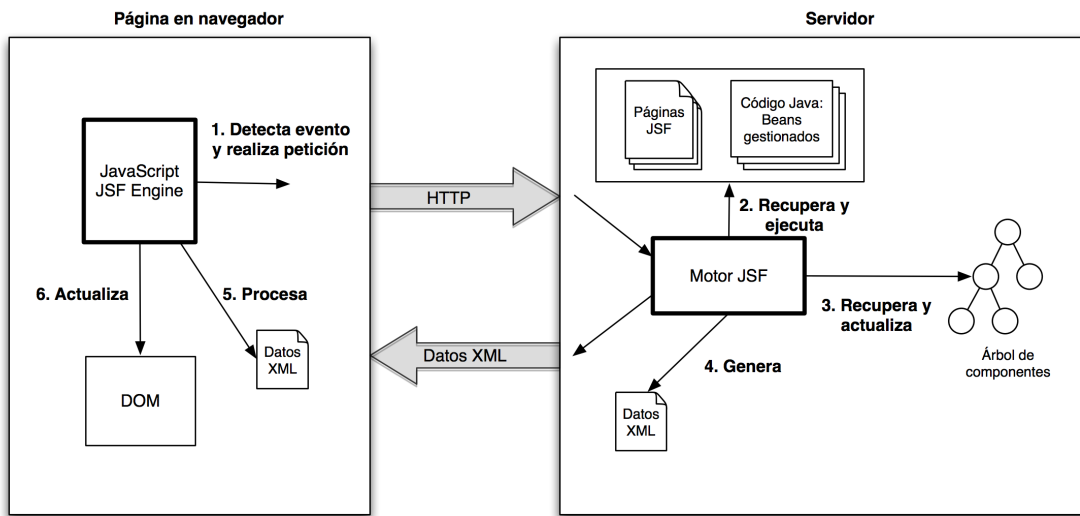 Página en navegador
Servidor
JavaScript
JSF Engine
1. Detecta evento
y realiza petición
HTTP
Páginas
JSF
Código Java:
Beans
gestionados
2. Recupera y
ejecuta
Motor JSF
3. Recupera y
actualiza
Árbol de
componentes
4. Genera
Datos
XML
Datos XML
5. Procesa
Datos
XML
6. Actualiza
DOM